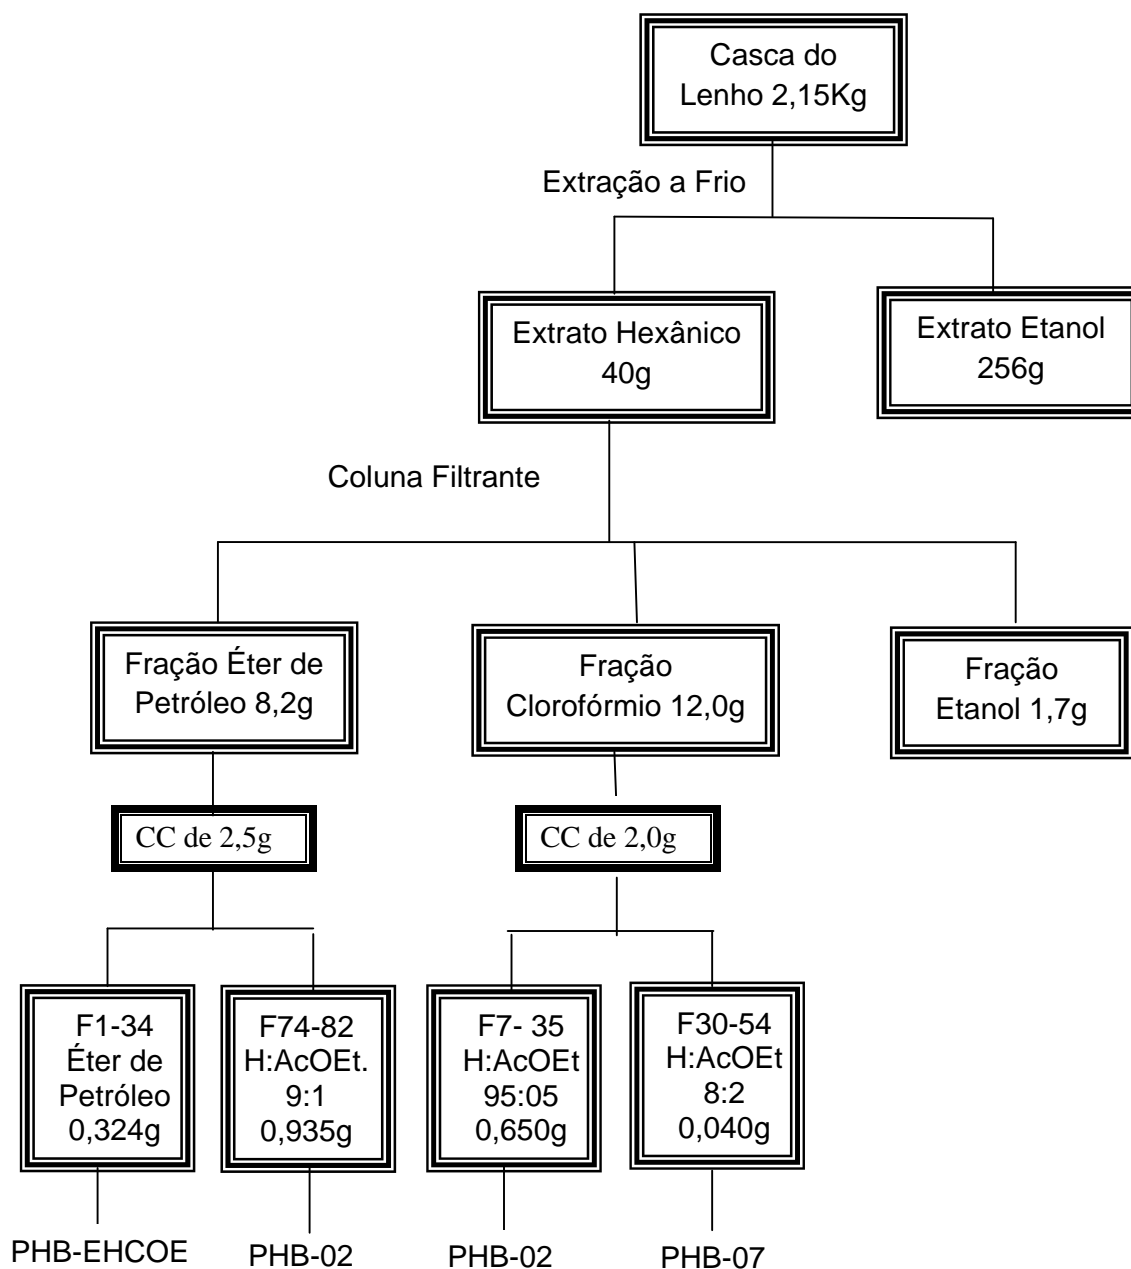 Casca do
Lenho 2,15Kg
Extração a Frio
Extrato Hexânico
40g
Extrato Etanol
256g
Coluna Filtrante
Fração Éter de
Petróleo 8,2g
Fração
Clorofórmio 12,0g
Fração
Etanol 1,7g
CC de 2,5g
CC de 2,0g
F1-34
Éter de
Petróleo
0,324g
F74-82
H:AcOEt.
9:1
0,935g
F7- 35
H:AcOEt
95:05
0,650g
F30-54
H:AcOEt
8:2
0,040g
PHB-EHCOE
PHB-02
PHB-02
PHB-07